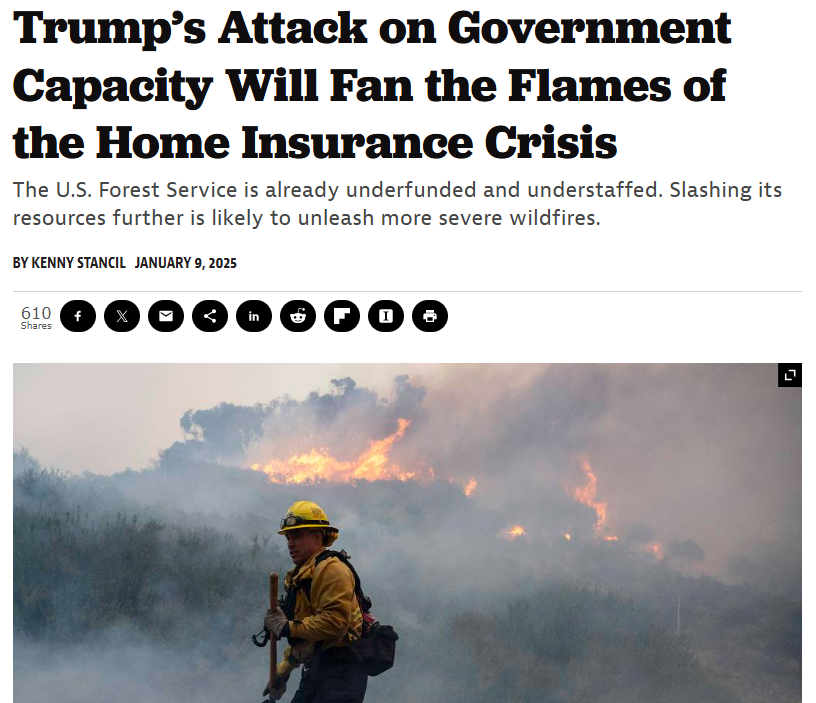 Trump's Attack on Government
Capacity Will Fan the Flames of
the Home Insurance Crisis
The U.S. Forest Service is already underfunded and understaffed. Slashing its
resources further is likely to unleash more severe wildfires.
BY KENNY STANCIL JANUARY 9, 2025
610
Shares